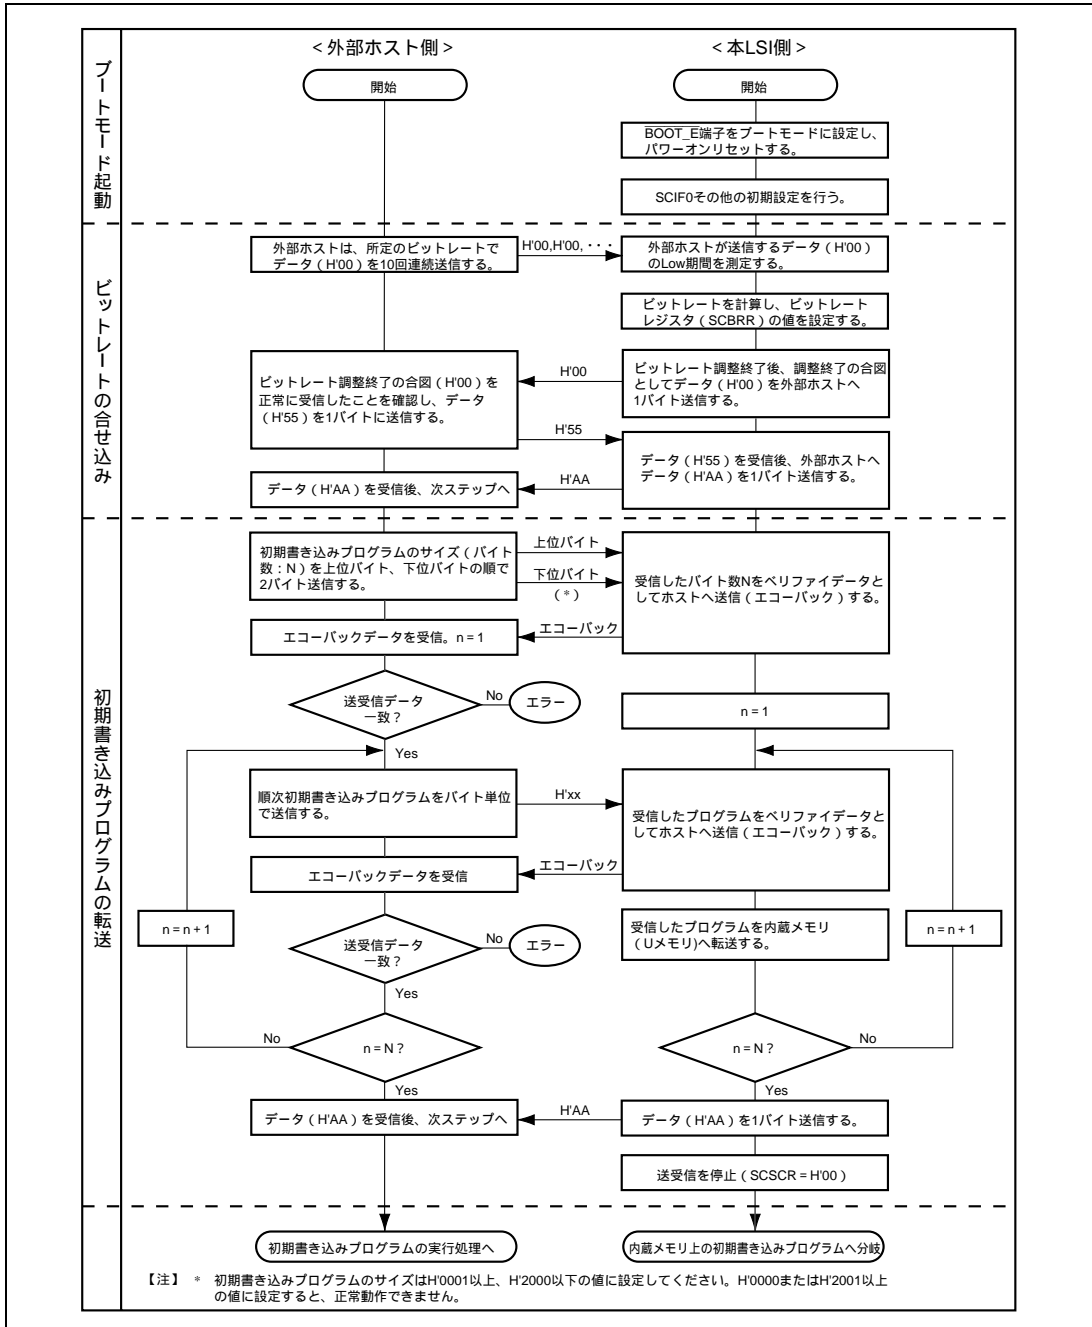 ブートモード起動
＜外部ホスト側＞
＜本LSI側＞
開始
開始
BOOT_E端子をブートモードに設定し、
パワーオンリセットする。
SCIF0その他の初期設定を行う。
ビットレートの合せ込み
外部ホストは、所定のビットレートで
データ（H'00）を10回連続送信する。
H'00,H'00,・・・
外部ホストが送信するデータ（H'00）
のLow期間を測定する。
ビットレートを計算し、ビットレート
レジスタ（SCBRR）の値を設定する。
ビットレート調整終了後、調整終了の合図
としてデータ（H'00）を外部ホストへ
1バイト送信する。
H'00
ビットレート調整終了の合図（H'00）を
正常に受信したことを確認し、データ
（H'55）を1バイトに送信する。
H'55
データ（H'55）を受信後、外部ホストへ
データ（H'AA）を1バイト送信する。
H'AA
データ（H'AA）を受信後、次ステップへ
初期書き込みプログラムの転送
初期書き込みプログラムのサイズ（バイト
数：N）を上位バイト、下位バイトの順で
2バイト送信する。
上位バイト
下位バイト
（*）
受信したバイト数Nをベリファイデータと
してホストへ送信（エコーバック）する。
エコーバック
エコーバックデータを受信。n = 1
送受信データ
一致？
No
エラー
Yes
n = 1
順次初期書き込みプログラムをバイト単位
で送信する。
H'xx
受信したプログラムをベリファイデータと
してホストへ送信（エコーバック）する。
エコーバック
エコーバックデータを受信
n = n + 1
送受信データ
一致？
No
エラー
Yes
受信したプログラムを内蔵メモリ
（Uメモリ)へ転送する。
n = n + 1
No
n = N？
Yes
n = N？
No
Yes
データ（H'AA）を受信後、次ステップへ
H'AA
データ（H'AA）を1バイト送信する。
送受信を停止（SCSCR = H'00）
初期書き込みプログラムの実行処理へ
内蔵メモリ上の初期書き込みプログラムへ分岐
【注】 * 初期書き込みプログラムのサイズはH'0001以上、H'2000以下の値に設定してください。H'0000またはH'2001以上
の値に設定すると、正常動作できません。